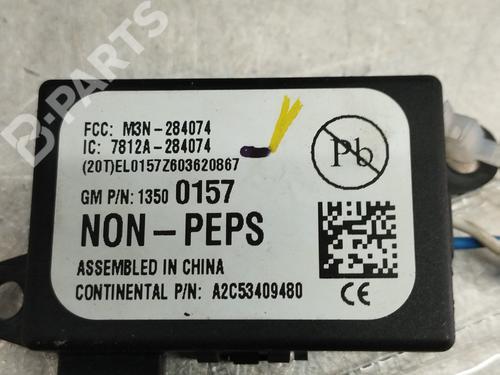 B-PARTS
FCC: M3N-284074
IC: 7812A-284074
(20T)EL0157Z603620867
GM P/N: 1350 0157
NON-PEPS
ASSEMBLED IN CHINA
CONTINENTAL P/N: A2C53409480
Pb
CE